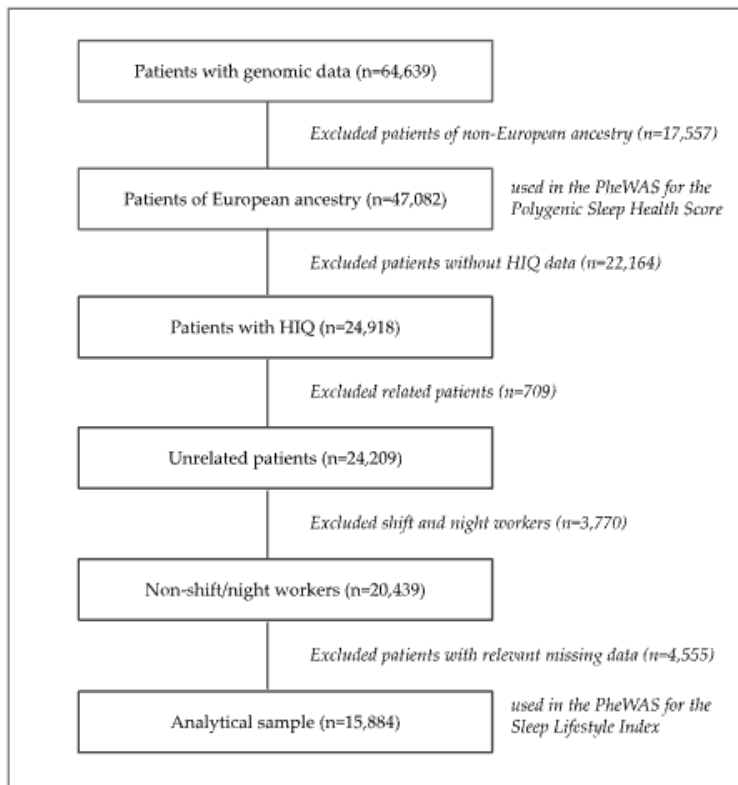 Patients with genomic data (n=64,639)
Excluded patients of non-European ancestry (n=17,557)
Patients of European ancestry (n=47,082)
used in the PheWAS for the
Polygenic Sleep Health Score
Excluded patients without HIQ data (n=22,164)
Patients with HIQ (n=24,918)
Excluded related patients (n=709)
Unrelated patients (n=24,209)
Excluded shift and night workers (n=3,770)
Non-shift/night workers (n=20,439)
Excluded patients with relevant missing data (n=4,555)
Analytical sample (n=15,884)
used in the PheWAS for the
Sleep Lifestyle Index